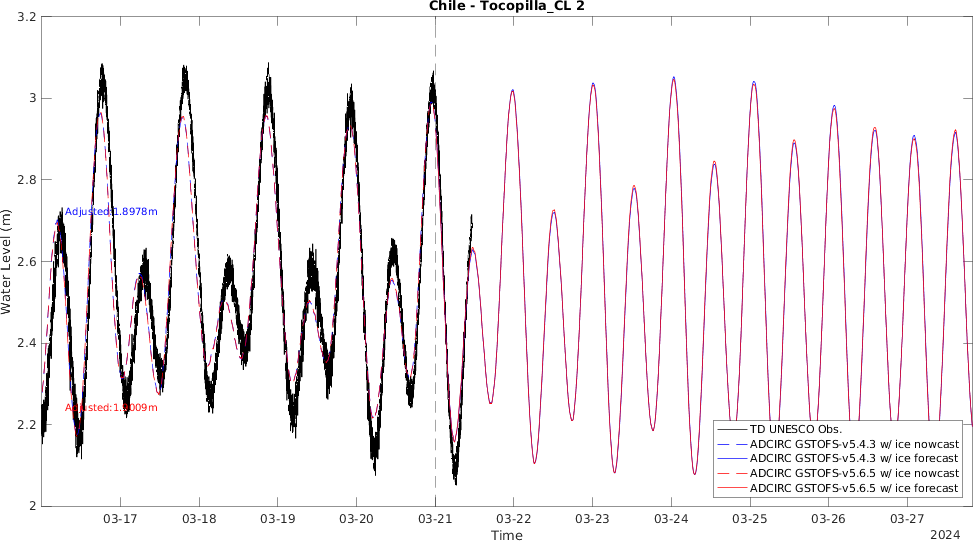 Chile - Tocopilla_CL 2
Water Level (m)
3.2
3
2.8
2.6
2.4
2.2
2
Adjusted:1.8978m
TD UNESCO Obs.
ADCIRC GSTOFS-v5.4.3 w/ ice nowcast
ADCIRC GSTOFS-v5.4.3 w/ ice forecast
ADCIRC GSTOFS-v5.6.5 w/ ice nowcast
ADCIRC GSTOFS-v5.6.5 w/ ice forecast
03-17
03-18
03-19
03-20
03-21
03-22
03-23
03-24
03-25
03-26
03-27
Time
2024